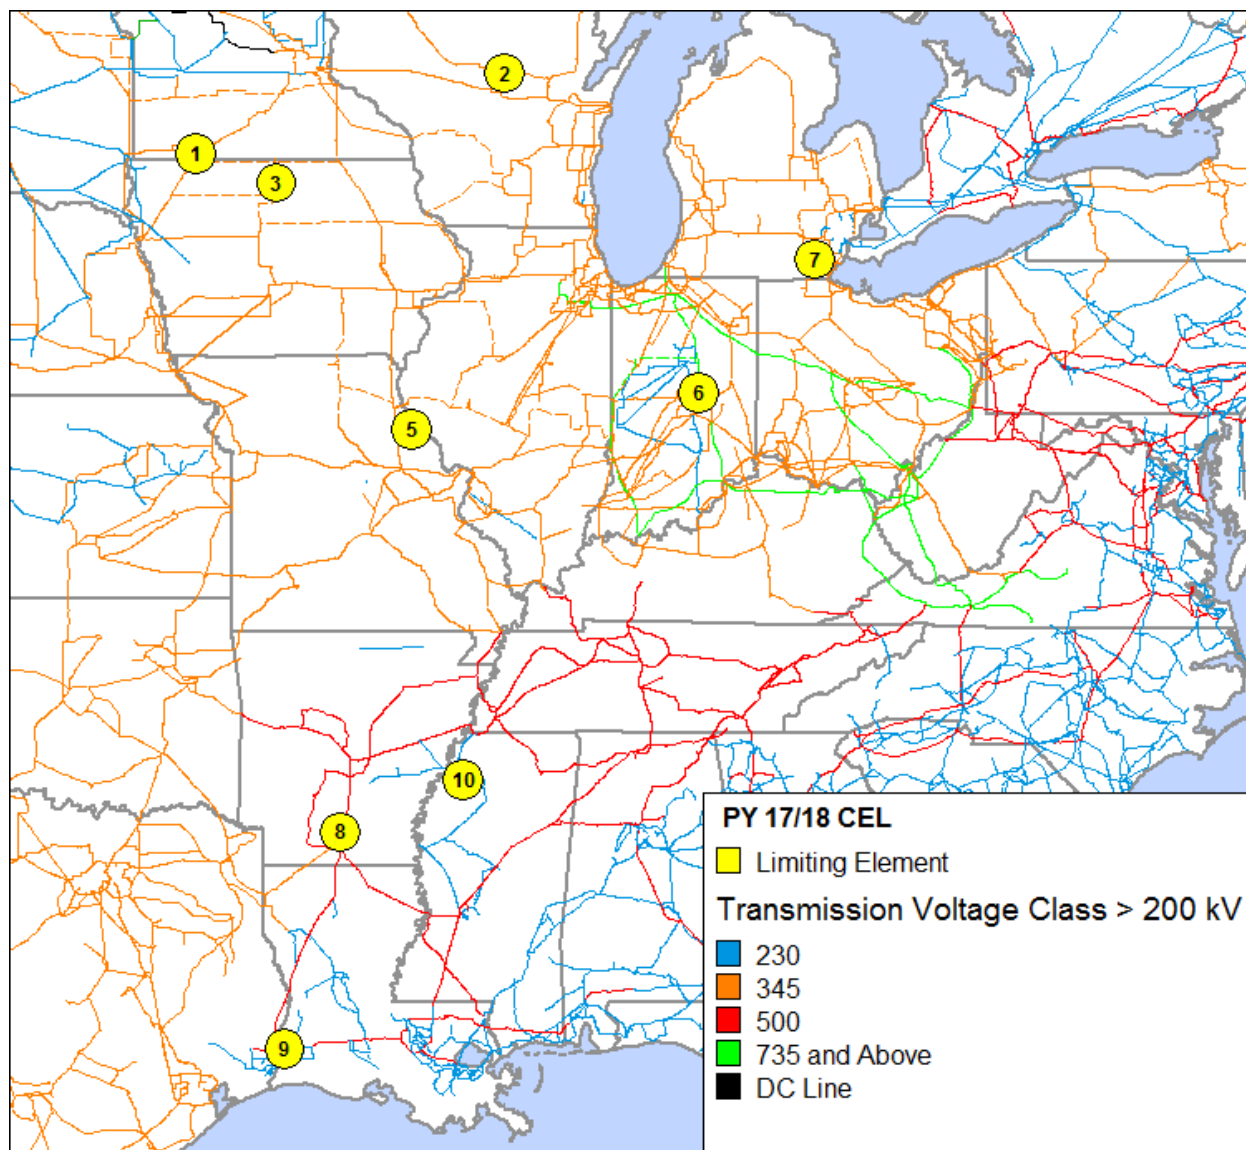 2
1
3
7
6
5
10
8
9
PY 17/18 CEL
Limiting Element
Transmission Voltage Class > 200 kV
230
345
500
735 and Above
DC Line